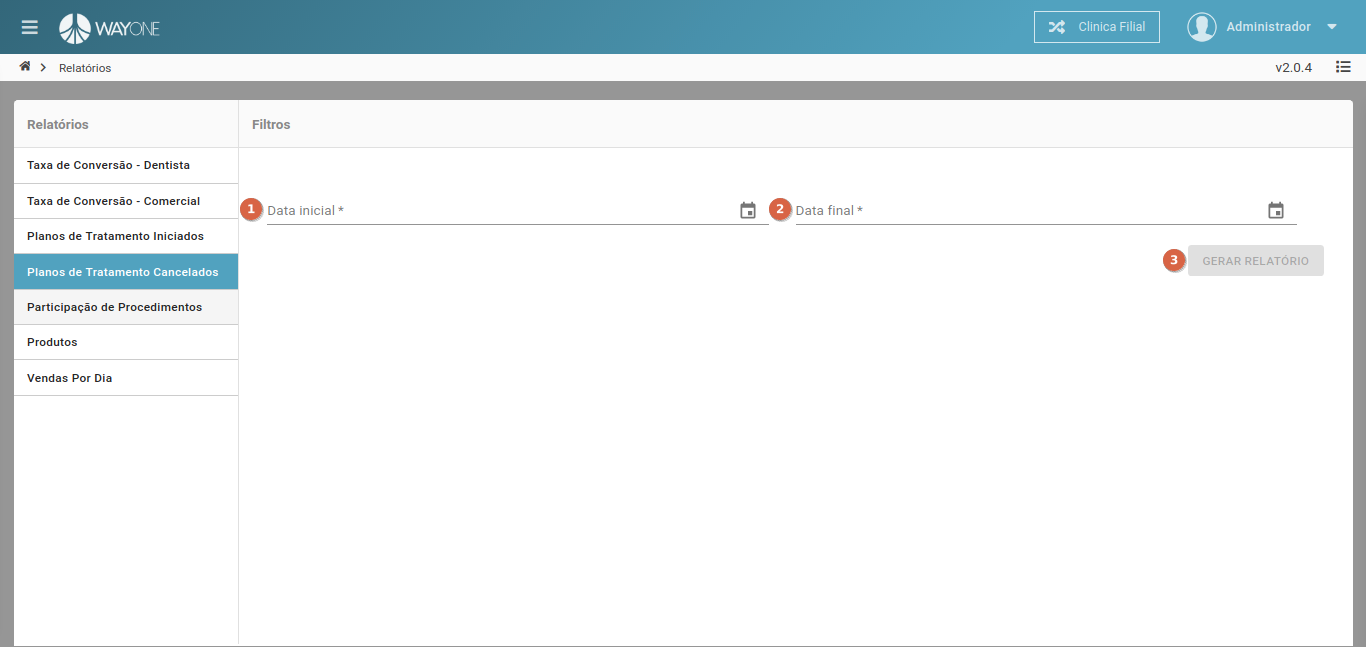 WAYONE
Clinica Filial
Administrador
Relatórios
v2.0.4
Relatórios
Filtros
Taxa de Conversão - Dentista
Taxa de Conversão - Comercial
Planos de Tratamento Iniciados
Planos de Tratamento Cancelados
Participação de Procedimentos
Produtos
Vendas Por Dia
1 Data inicial *
2 Data final *
3 GERAR RELATÓRIO